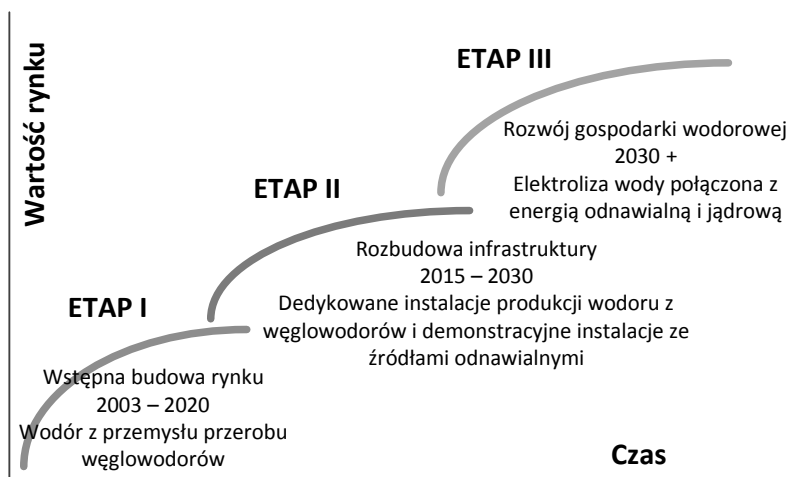 Wartość rynku
ETAP III
Rozwój gospodarki wodorowej
2030 +
Elektroliza wody połączona z
energią odnawialną i jądrową
ETAP II
Rozbudowa infrastruktury
2015 – 2030
Dedykowane instalacje produkcji wodoru z
węglowodorów i demonstracyjne instalacje ze
źródłami odnawialnymi
ETAP I
Wstępna budowa rynku
2003 – 2020
Wodór z przemysłu przerobu
węglowodorów
Czas